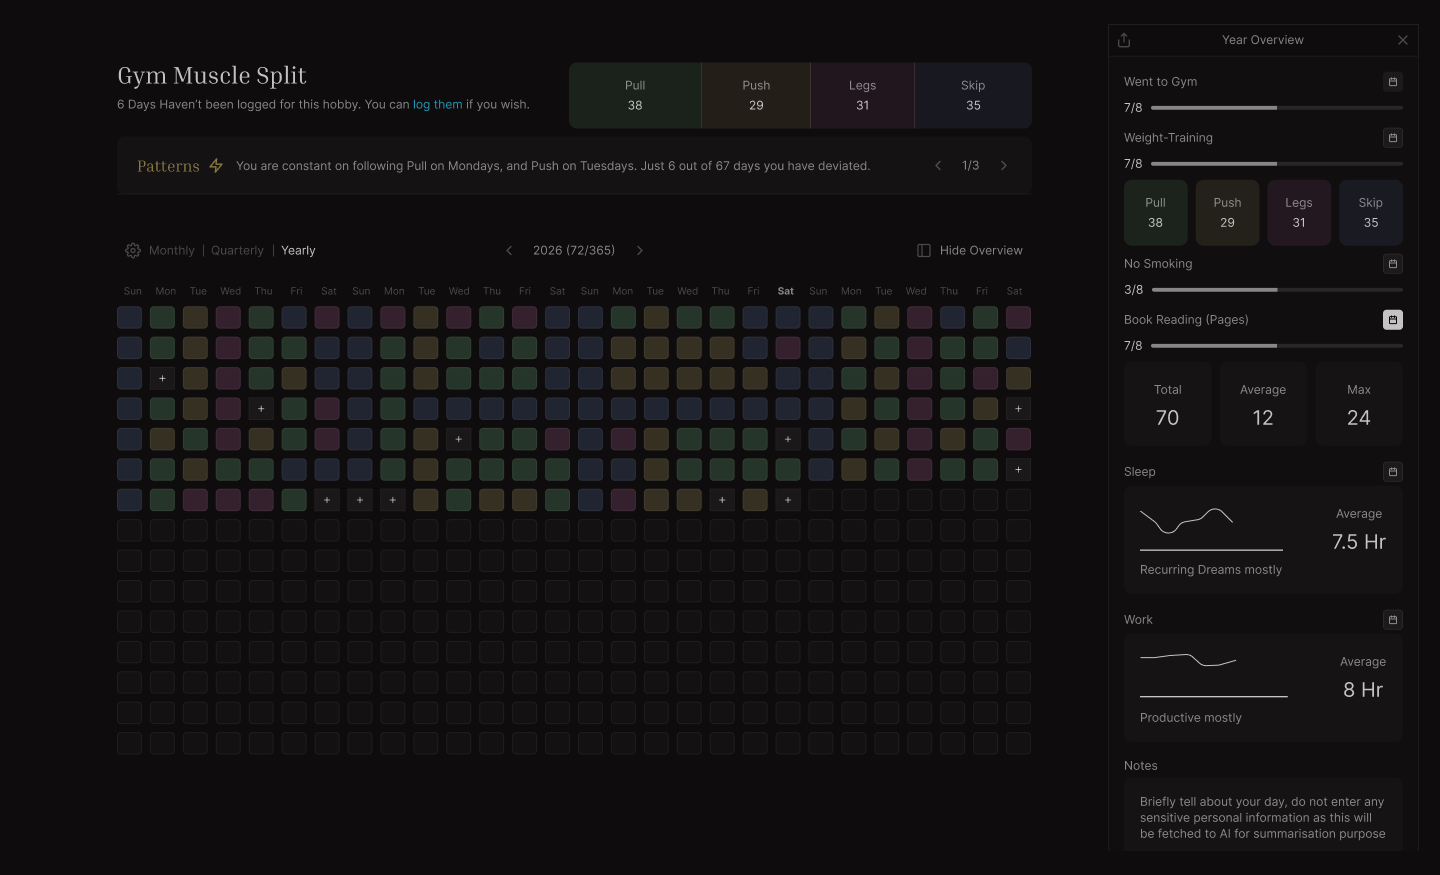 Gym Muscle Split
6 Days Haven't been logged for this hobby. You can log them if you wish.
Pull Push Legs Skip
38 29 31 35
Patterns You are constant on following Pull on Mondays, and Push on Tuesdays. Just 6 out of 67 days you have deviated. 1/3
Monthly | Quarterly | Yearly
2026 (72/365)
Hide Overview
Sun Mon Tue Wed Thu Fri Sat Sun Mon Tue Wed Thu Fri Sat Sun Mon Tue Wed Thu Fri Sat Sun Mon Tue Wed Thu Fri Sat
+
+ +
+ +
+
+ + + + +
Year Overview
Went to Gym
7/8
Weight-Training
7/8
Pull Push Legs Skip
38 29 31 35
No Smoking
3/8
Book Reading (Pages)
7/8
Total Average Max
70 12 24
Sleep
Average
7.5 Hr
Recurring Dreams mostly
Work
Average
8 Hr
Productive mostly
Notes
Briefly tell about your day, do not enter any
sensitive personal information as this will
be fetched to AI for summarisation purpose